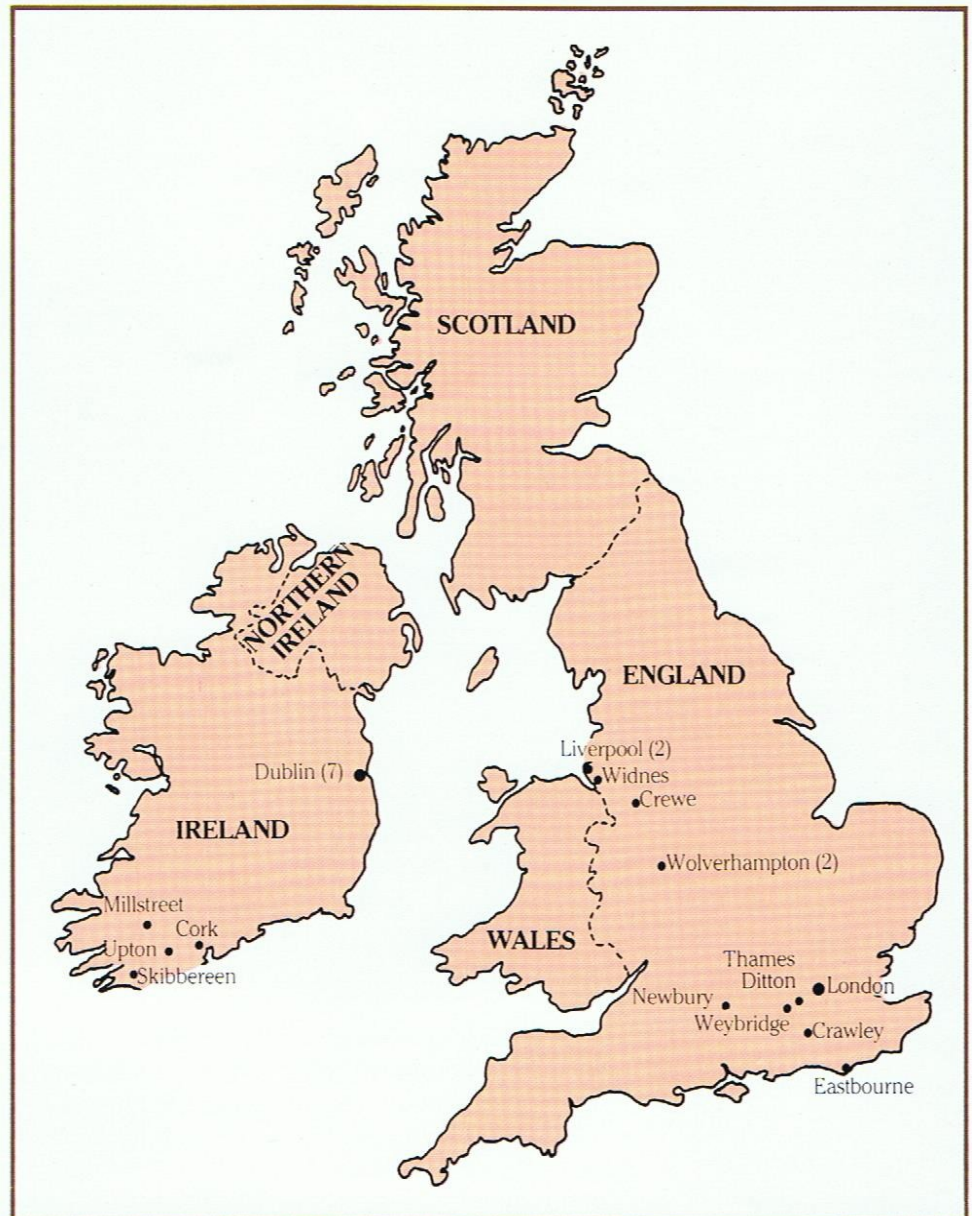 SCOTLAND
NORTHERN
IRELAND
ENGLAND
Liverpool (2)
Widnes
Dublin (7)
Crewe
IRELAND
Wolverhampton (2)
Millstreet
Cork
Upton
WALES
Skibbereen
Thames
Ditton
London
Newbury
Weybridge
Crawley
Eastbourne